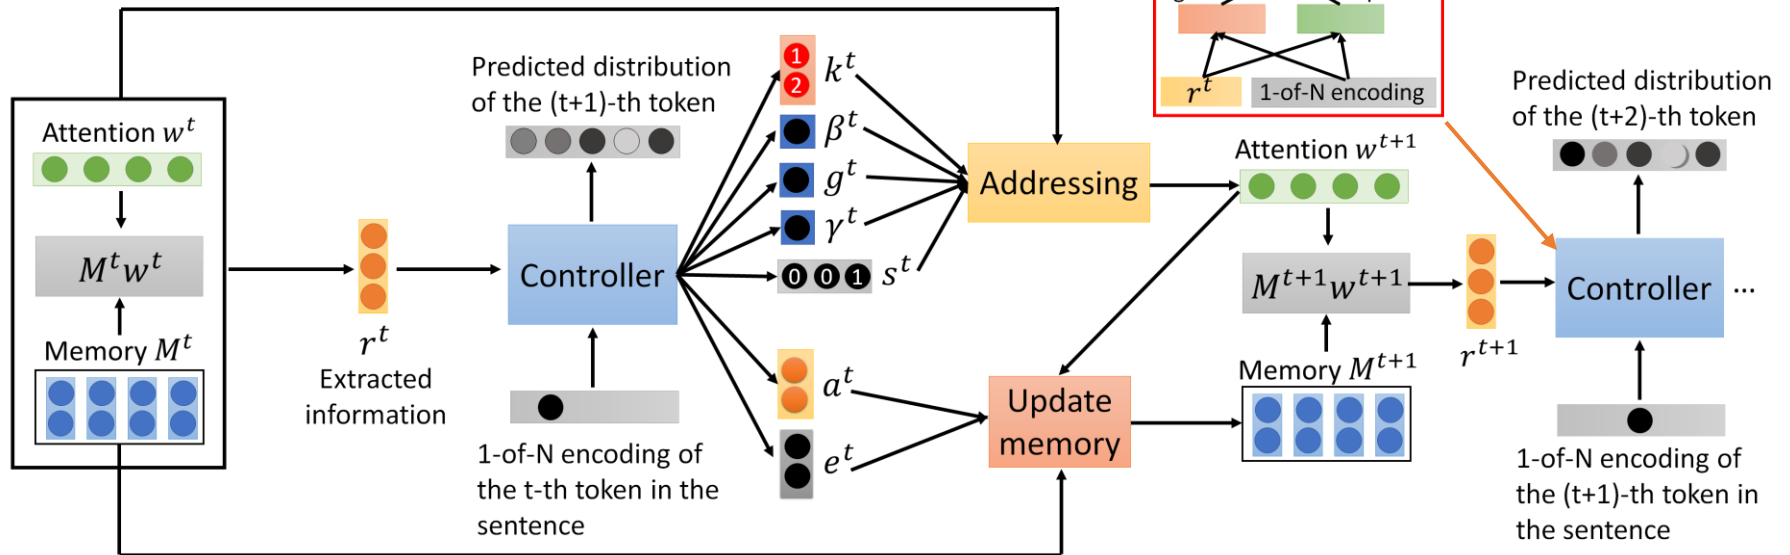 Attention w^t
M^t w^t
Memory M^t
r^t
Extracted
information
Predicted distribution
of the (t+1)-th token
Controller
1-of-N encoding of
the t-th token in the
sentence
1
2
k^t
β^t
g^t
γ^t
0 0 1
s^t
a^t
e^t
Addressing
Update
memory
r^t
1-of-N encoding
Attention w^{t+1}
M^{t+1} w^{t+1}
Memory M^{t+1}
r^{t+1}
Predicted distribution
of the (t+2)-th token
Controller ...
1-of-N encoding of
the (t+1)-th token in
the sentence